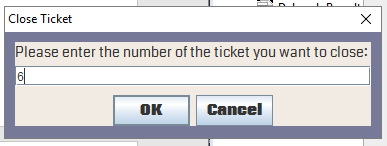 Close Ticket
Please enter the number of the ticket you want to close:
6
OK
Cancel